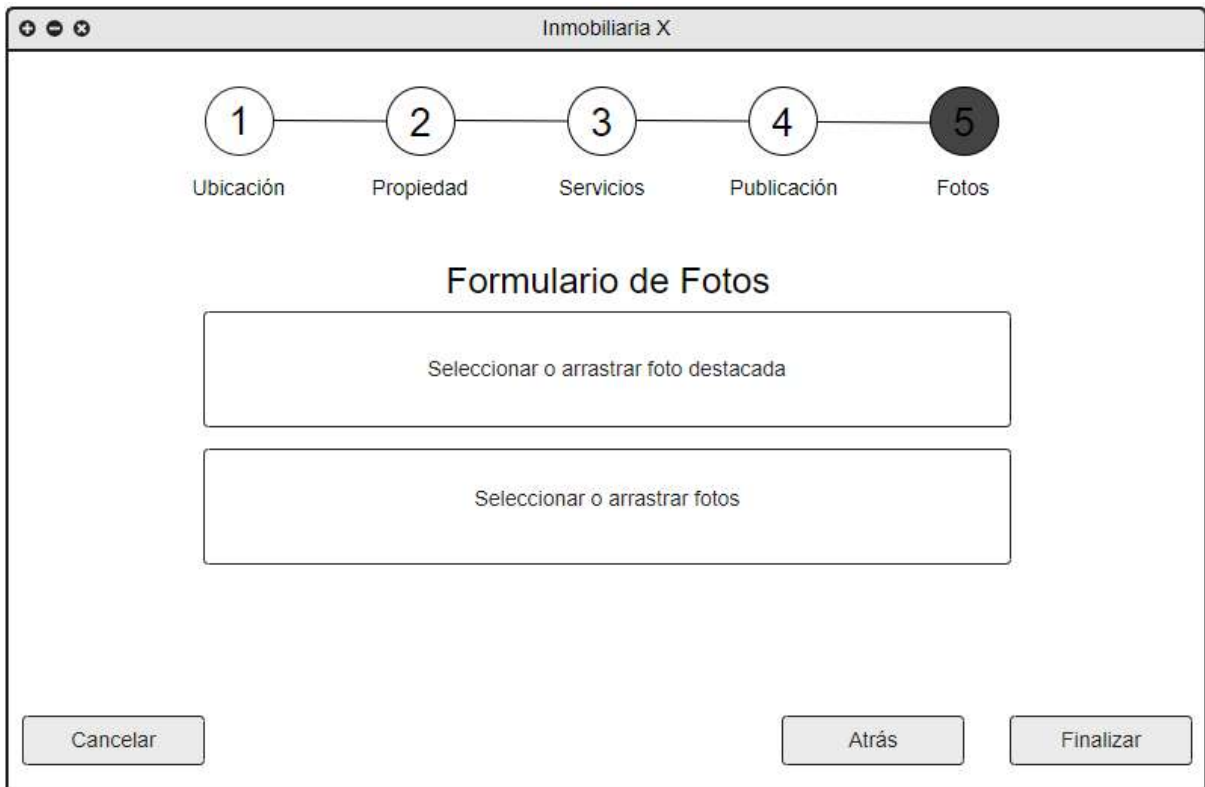 Inmobiliaria X
1 2 3 4 5
Ubicación Propiedad Servicios Publicación Fotos
Formulario de Fotos
Seleccionar o arrastrar foto destacada
Seleccionar o arrastrar fotos
Cancelar Atrás Finalizar